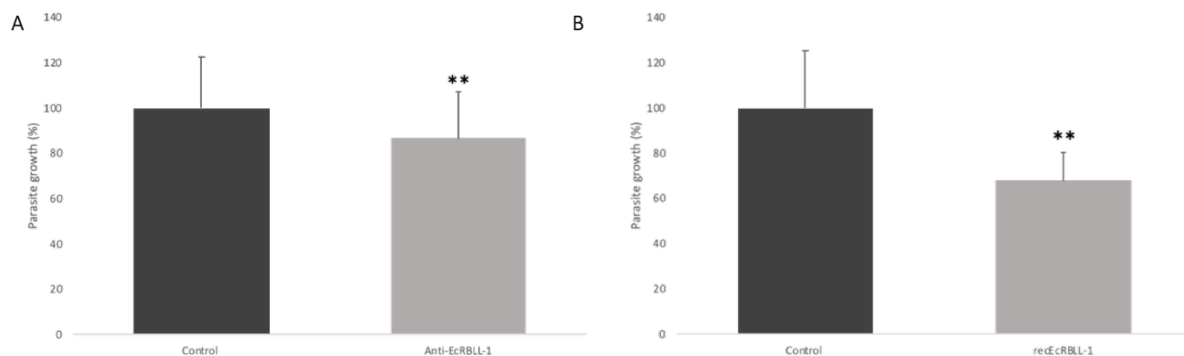 A
Parasite growth (%)
140
120
100
80
60
40
20
0
**
Control
Anti-EcRBLL-1
B
Parasite growth (%)
140
120
100
80
60
40
20
0
**
Control
recEcRBLL-1